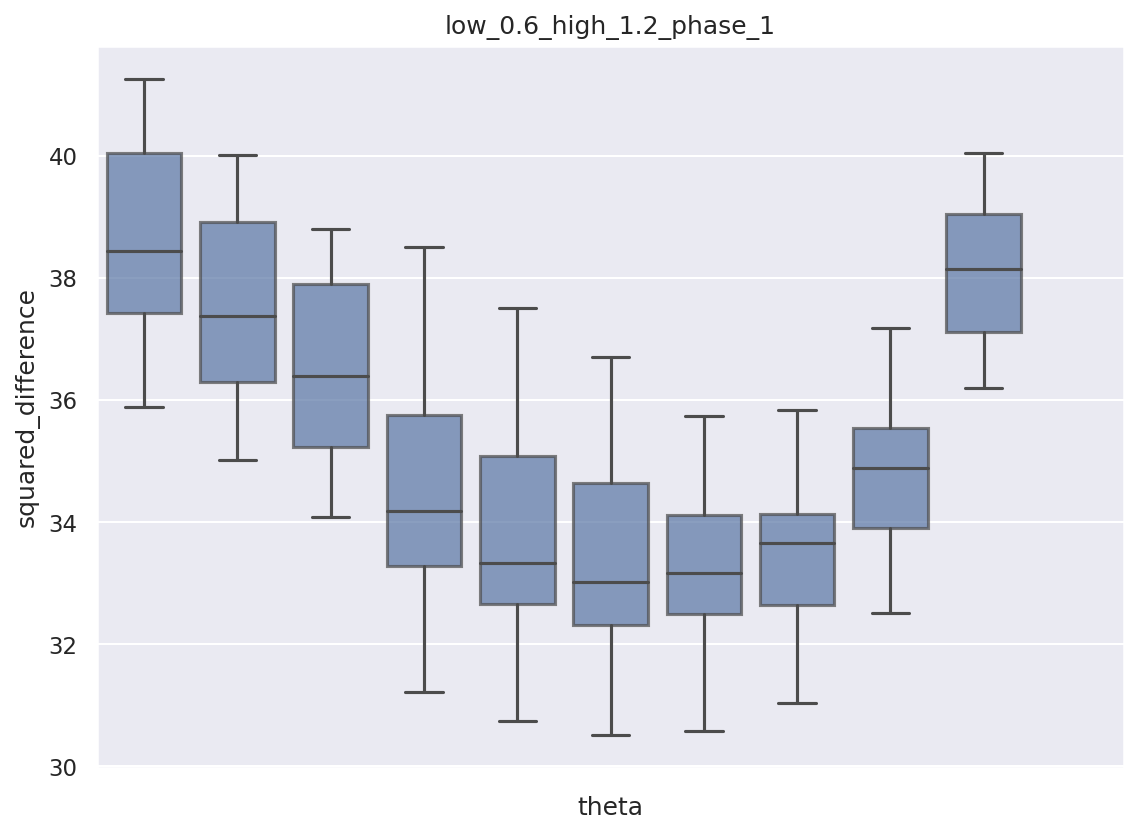 low_0.6_high_1.2_phase_1
squared_difference
40
38
36
34
32
30
theta